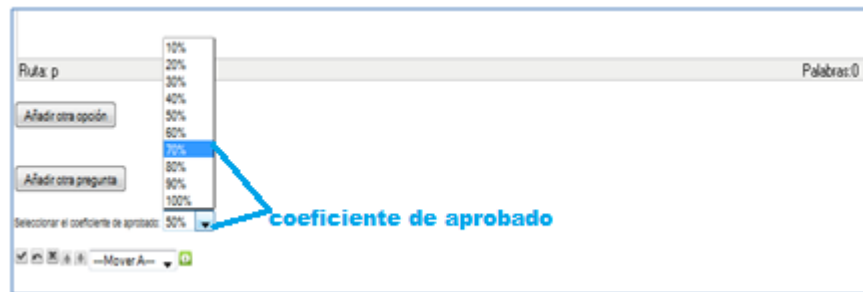 10%
20%
30%
40%
50%
60%
70%
80%
90%
100%
Ruta: p
Palabras:0
Añadir otra opción
Añadir otra pregunta
Seleccionar el coeficiente de aprobado: 50%
coeficiente de aprobado
---Mover A---